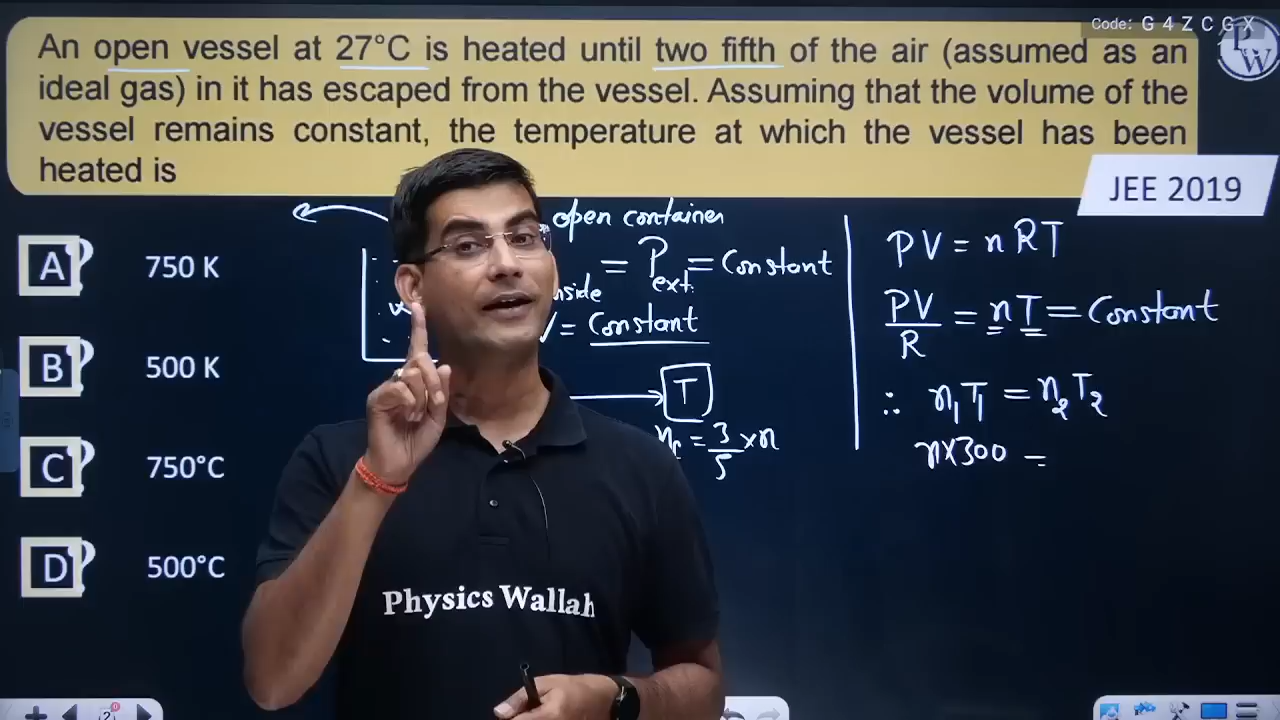 Code: G 4 Z C G X
An open vessel at 27°C is heated until two fifth of the air (assumed as an
ideal gas) in it has escaped from the vessel. Assuming that the volume of the
vessel remains constant, the temperature at which the vessel has been
heated is
PW
JEE 2019
A 750 K
B 500 K
C 750°C
D 500°C
open container
= Pext. = Constant
= Constant
T
= 3/5 × n
PV = nRT
PV/R = nT = Constant
∴ n₁T₁ = n₂T₂
n×300 =
Physics Wallah